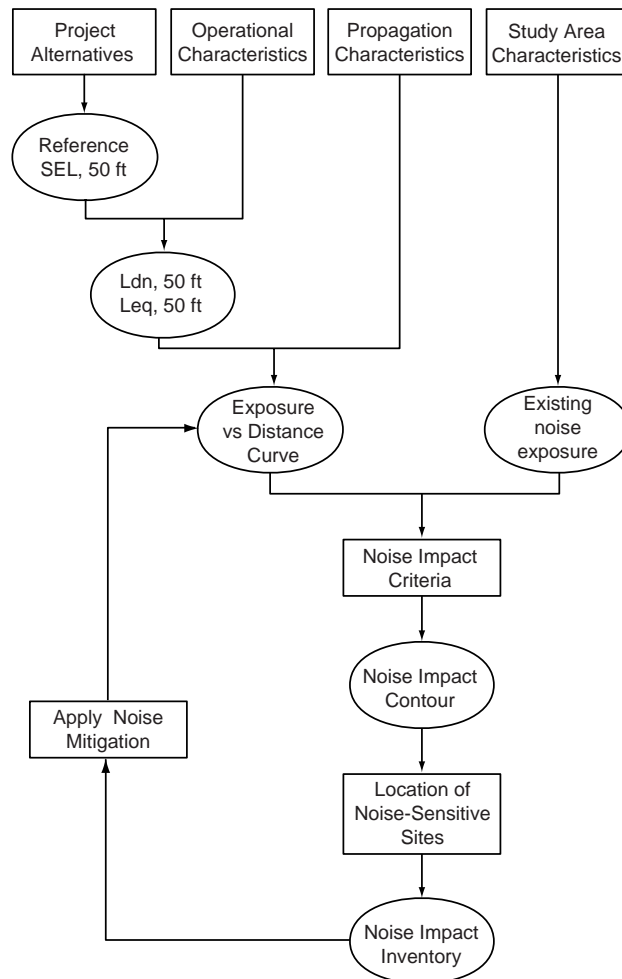 Project
Alternatives
Operational
Characteristics
Propagation
Characteristics
Study Area
Characteristics
Reference
SEL, 50 ft
Ldn, 50 ft
Leq, 50 ft
Exposure
vs Distance
Curve
Existing
noise
exposure
Noise Impact
Criteria
Noise Impact
Contour
Apply Noise
Mitigation
Location of
Noise-Sensitive
Sites
Noise Impact
Inventory